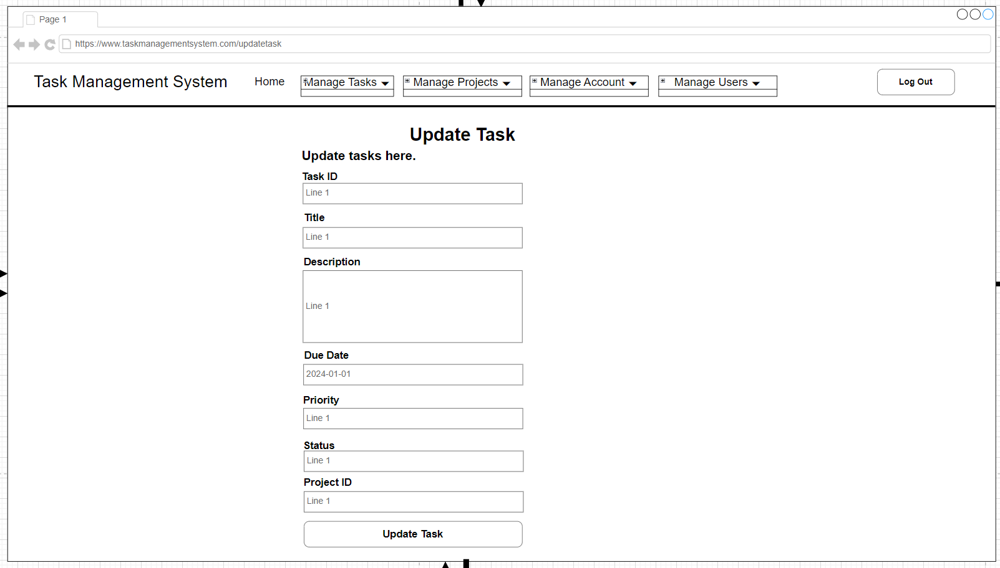 Page 1
https://www.taskmanagementsystem.com/updatetask
Task Management System Home Manage Tasks Manage Projects Manage Account Manage Users Log Out
Update Task
Update tasks here.
Task ID
Line 1
Title
Line 1
Description
Line 1
Due Date
2024-01-01
Priority
Line 1
Status
Line 1
Project ID
Line 1
Update Task